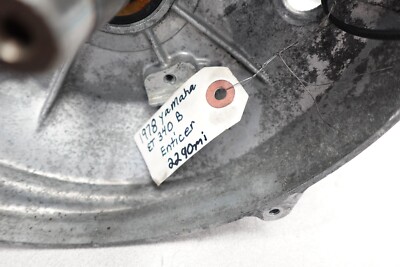 1978 yamaha
ET 340 B
Enticer
2290mi